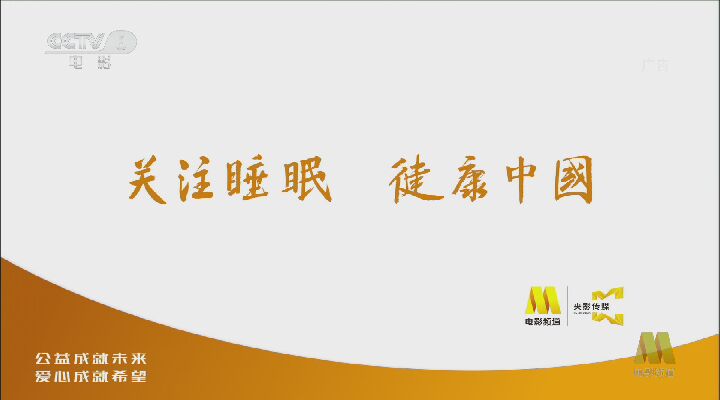 CCTV 6
电影
广告
关注睡眠 健康中國
电影频道 央影传媒
公益成就未来
爱心成就希望
电影频道